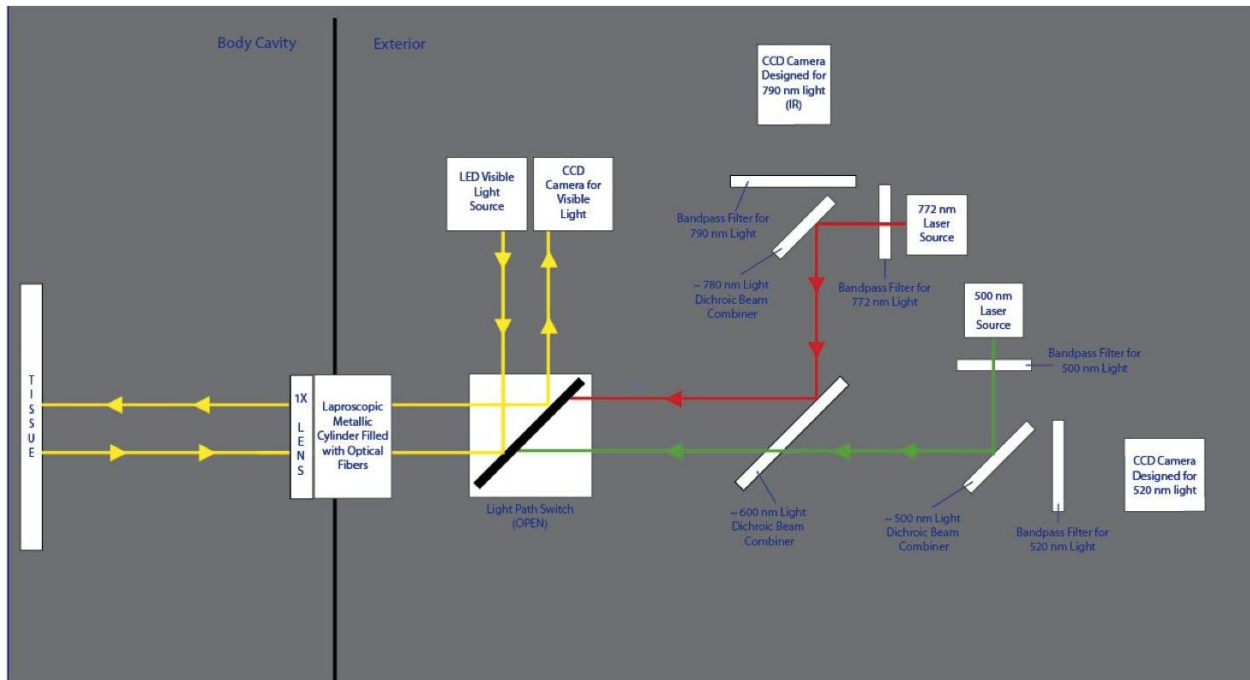 Body Cavity
Exterior
CCD Camera
Designed for
790 nm light
(IR)
LED Visible
Light
Source
CCD
Camera for
Visible
Light
Bandpass Filter for
790 nm Light
772 nm
Laser
Source
~ 780 nm Light
Dichroic Beam
Combiner
Bandpass Filter for
772 nm Light
500 nm
Laser
Source
Bandpass Filter for
500 nm Light
TISSUE
1X
LENS
Laproscopic
Metallic
Cylinder Filled
with Optical
Fibers
Light Path Switch
(OPEN)
~ 600 nm Light
Dichroic Beam
Combiner
~ 500 nm Light
Dichroic Beam
Combiner
Bandpass Filter for
520 nm Light
CCD Camera
Designed for
520 nm light